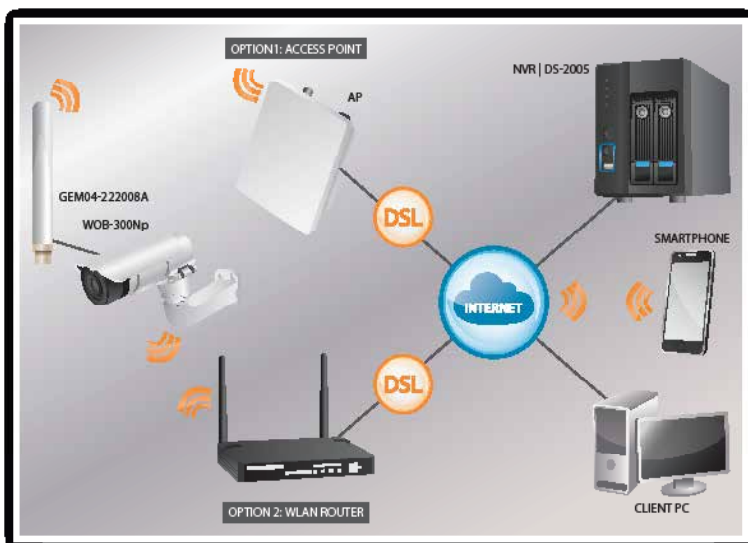 OPTION1: ACCESS POINT
NVR | DS-2005
AP
GEM04-222008A
WOB-300Np
DSL
SMARTPHONE
INTERNET
DSL
OPTION 2: WLAN ROUTER
CLIENT PC